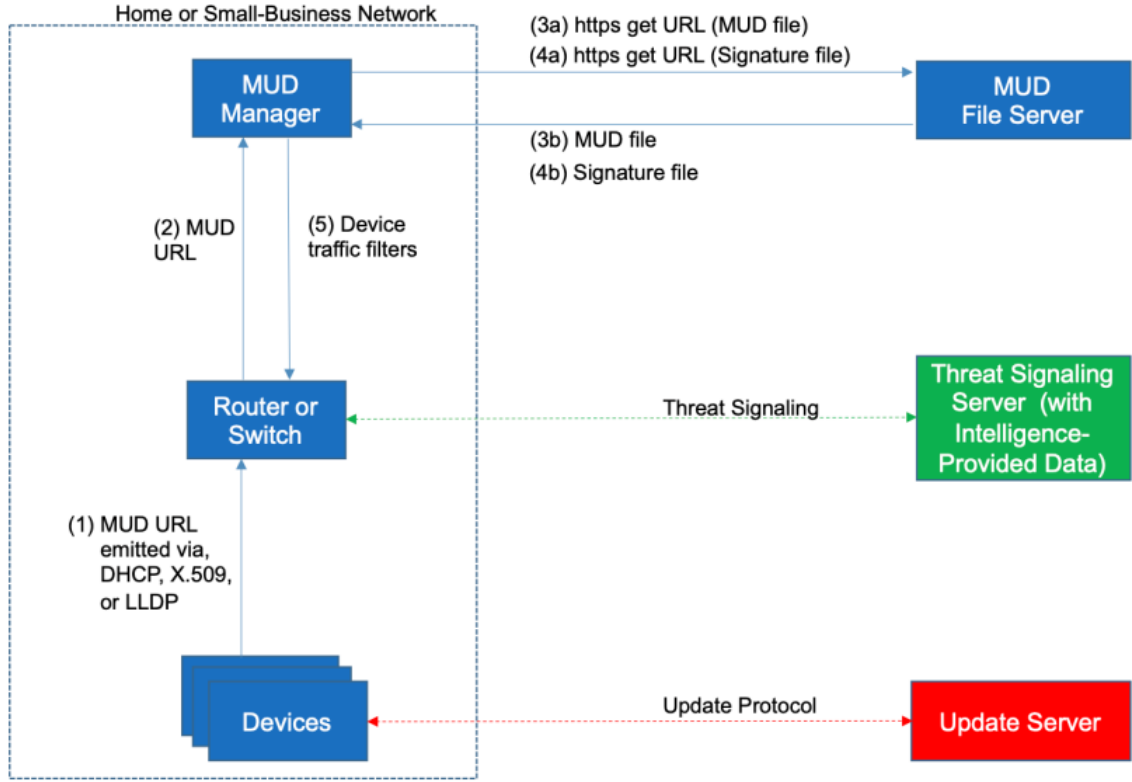 Home or Small-Business Network
(3a) https get URL (MUD file)
(4a) https get URL (Signature file)
MUD
Manager
MUD
File Server
(3b) MUD file
(4b) Signature file
(2) MUD
URL
(5) Device
traffic filters
Router or
Switch
Threat Signaling
Threat Signaling
Server (with
Intelligence-
Provided Data)
(1) MUD URL
emitted via,
DHCP, X.509,
or LLDP
Devices
Update Protocol
Update Server